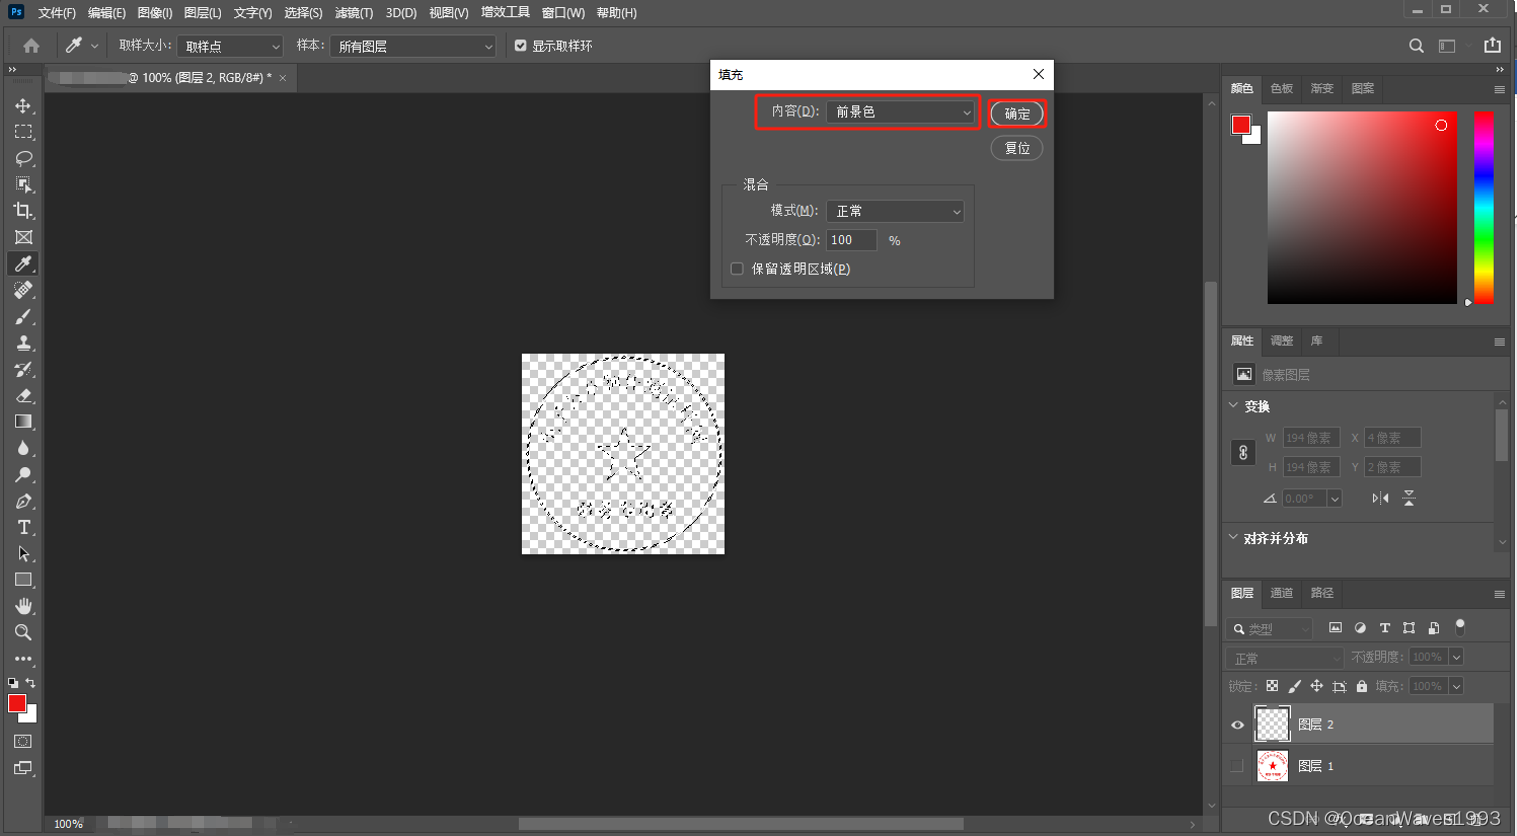 Ps 文件(F) 编辑(E) 图像(I) 图层(L) 文字(Y) 选择(S) 滤镜(T) 3D(D) 视图(V) 增效工具 窗口(W) 帮助(H)
取样大小: 取样点 样本: 所有图层 显示取样环
@ 100% (图层 2, RGB/8#) * ×
填充
内容(D): 前景色 确定
复位
混合
模式(M): 正常
不透明度(O): 100 %
保留透明区域(P)
颜色 色板 渐变 图案
属性 调整 库
像素图层
变换
W 194 像素 X 4 像素
H 194 像素 Y 2 像素
0.00°
对齐并分布
图层 通道 路径
类型
正常 不透明度: 100%
锁定: 填充: 100%
图层 2
图层 1
100%
CSDN @OceanWaves1993